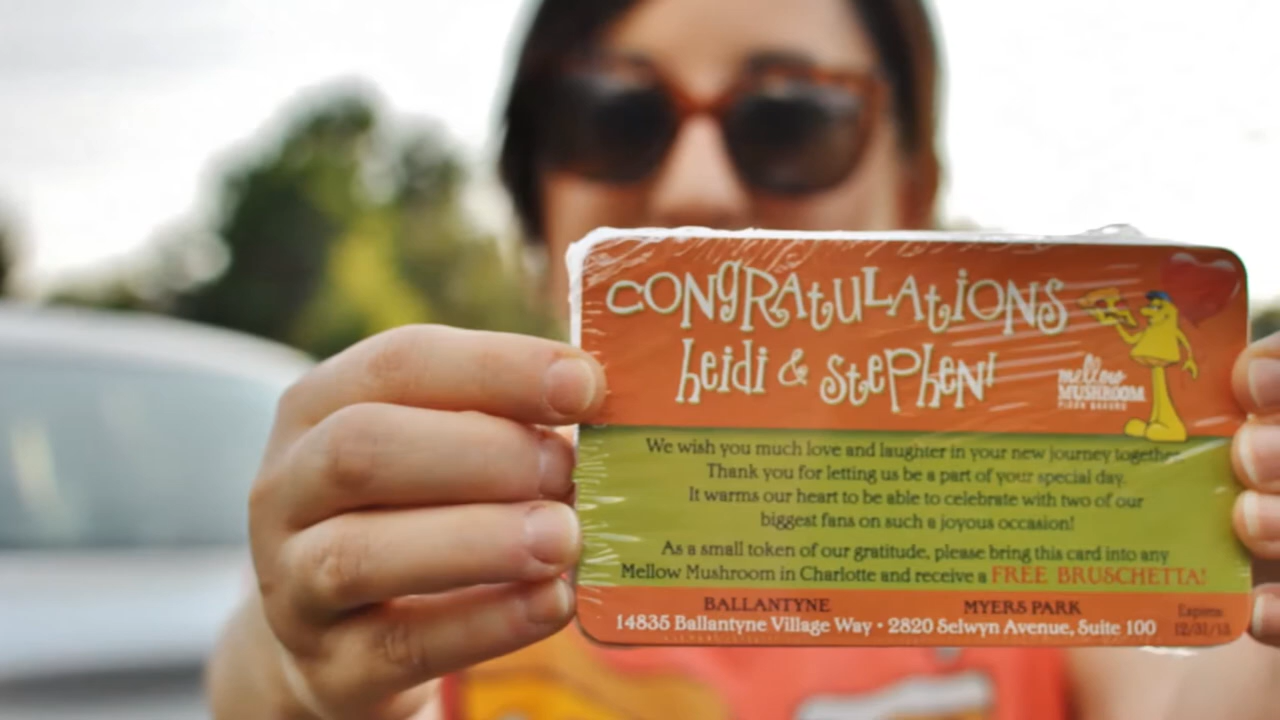 CONGRATULATIONS
heidi & StePhEN!
mellow
MUSHROOM
PIZZA BAKERS
We wish you much love and laughter in your new journey together.
Thank you for letting us be a part of your special day.
It warms our heart to be able to celebrate with two of our
biggest fans on such a joyous occasion!
As a small token of our gratitude, please bring this card into any
Mellow Mushroom in Charlotte and receive a FREE BRUSCHETTA!
BALLANTYNE MYERS PARK
14835 Ballantyne Village Way • 2820 Selwyn Avenue, Suite 100
Expires: